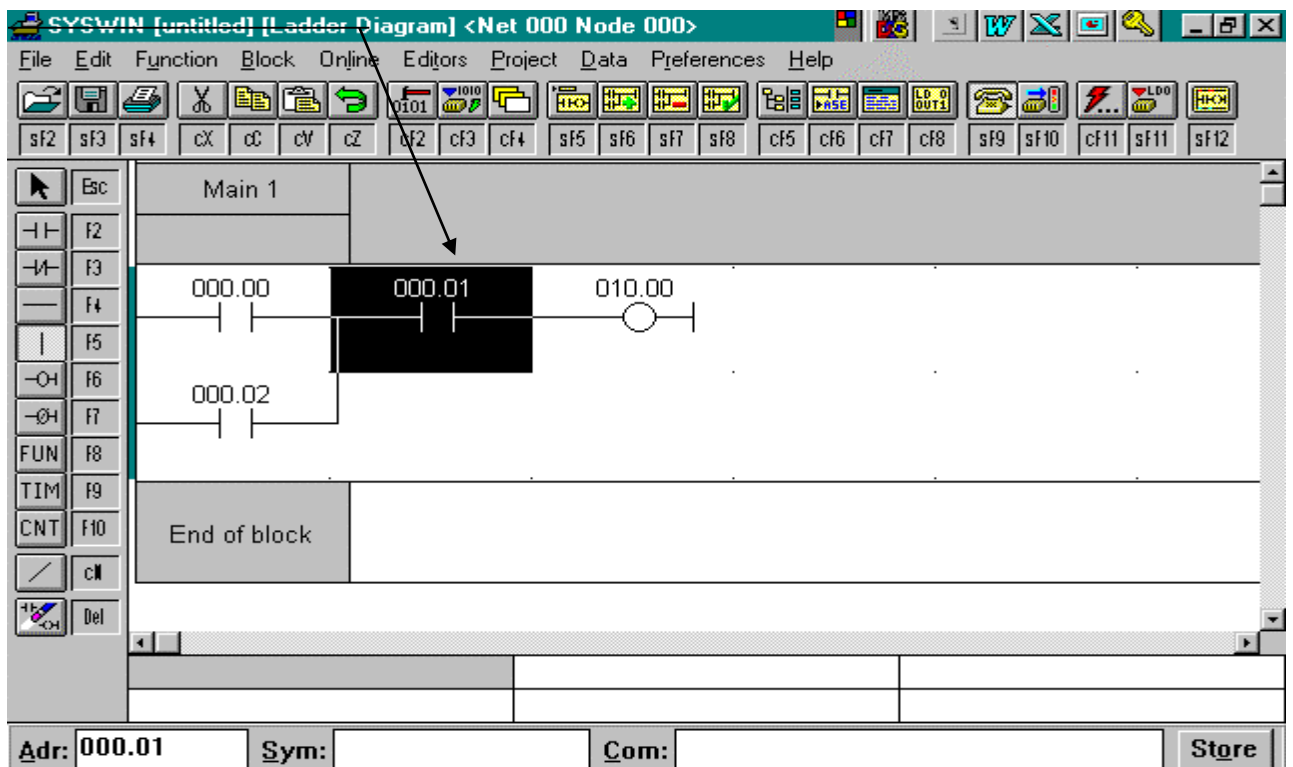 SYSWIN [untitled] [Ladder Diagram] <Net 000 Node 000>
File Edit Function Block Online Editors Project Data Preferences Help
sF2 sF3 sF4 cX cC cV cZ cF2 cF3 cF4 sF5 sF6 sF7 sF8 cF5 cF6 cF7 cF8 sF9 sF10 cF11 sF11 sF12
Esc
F2
F3
F4
F5
F6
F7
FUN F8
TIM F9
CNT F10
Del
Main 1
000.00 000.01 010.00
000.02
End of block
Adr: 000.01 Sym: Com: Store